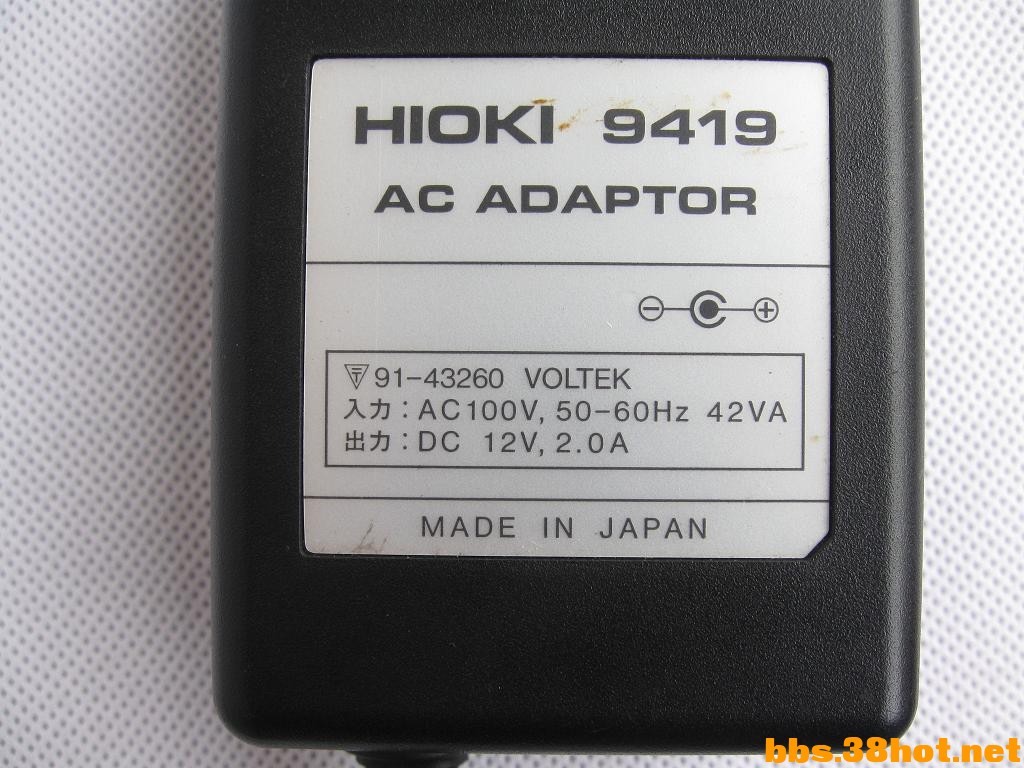 HIOKI 9419
AC ADAPTOR
91-43260 VOLTEK
入力：AC100V, 50-60Hz 42VA
出力：DC 12V, 2.0A
MADE IN JAPAN
bbs.38hot.net